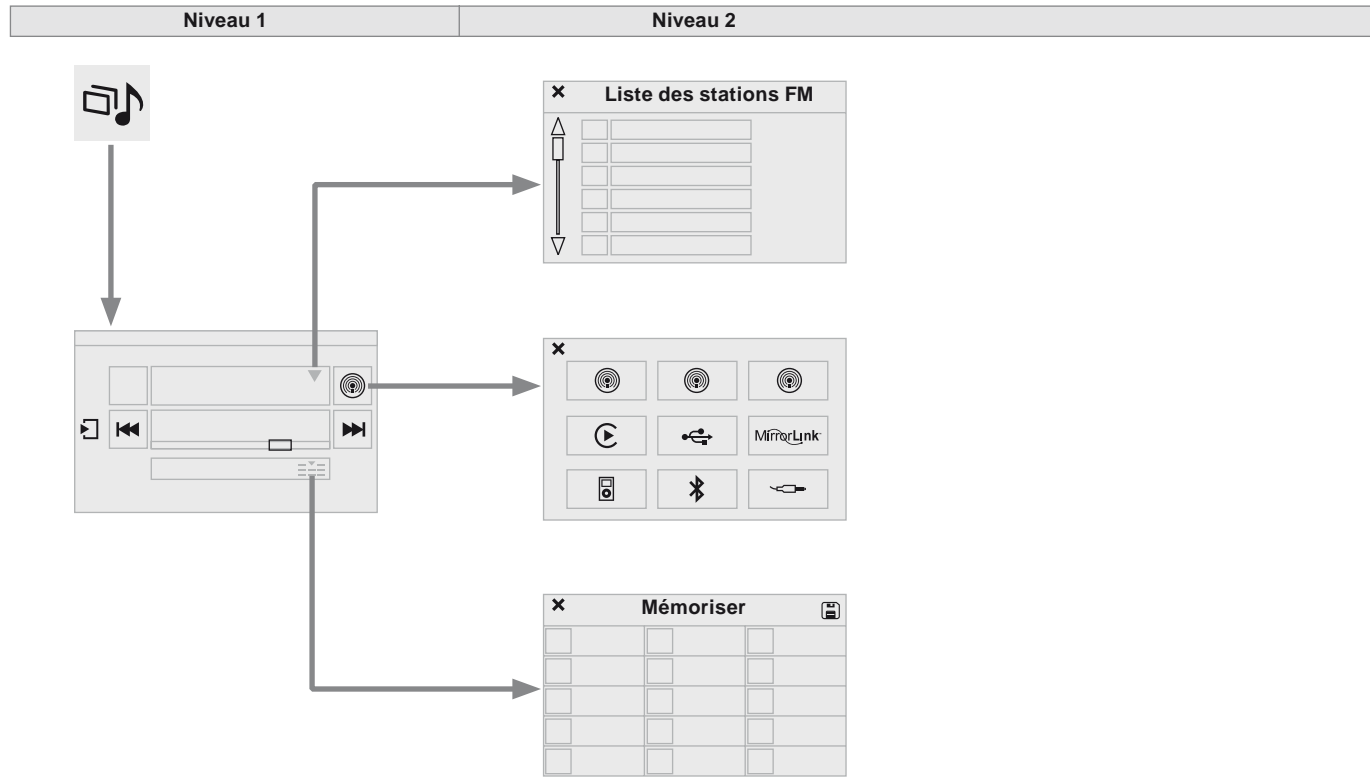 Niveau 1
Niveau 2
Liste des stations FM
MirrorLink
Mémoriser